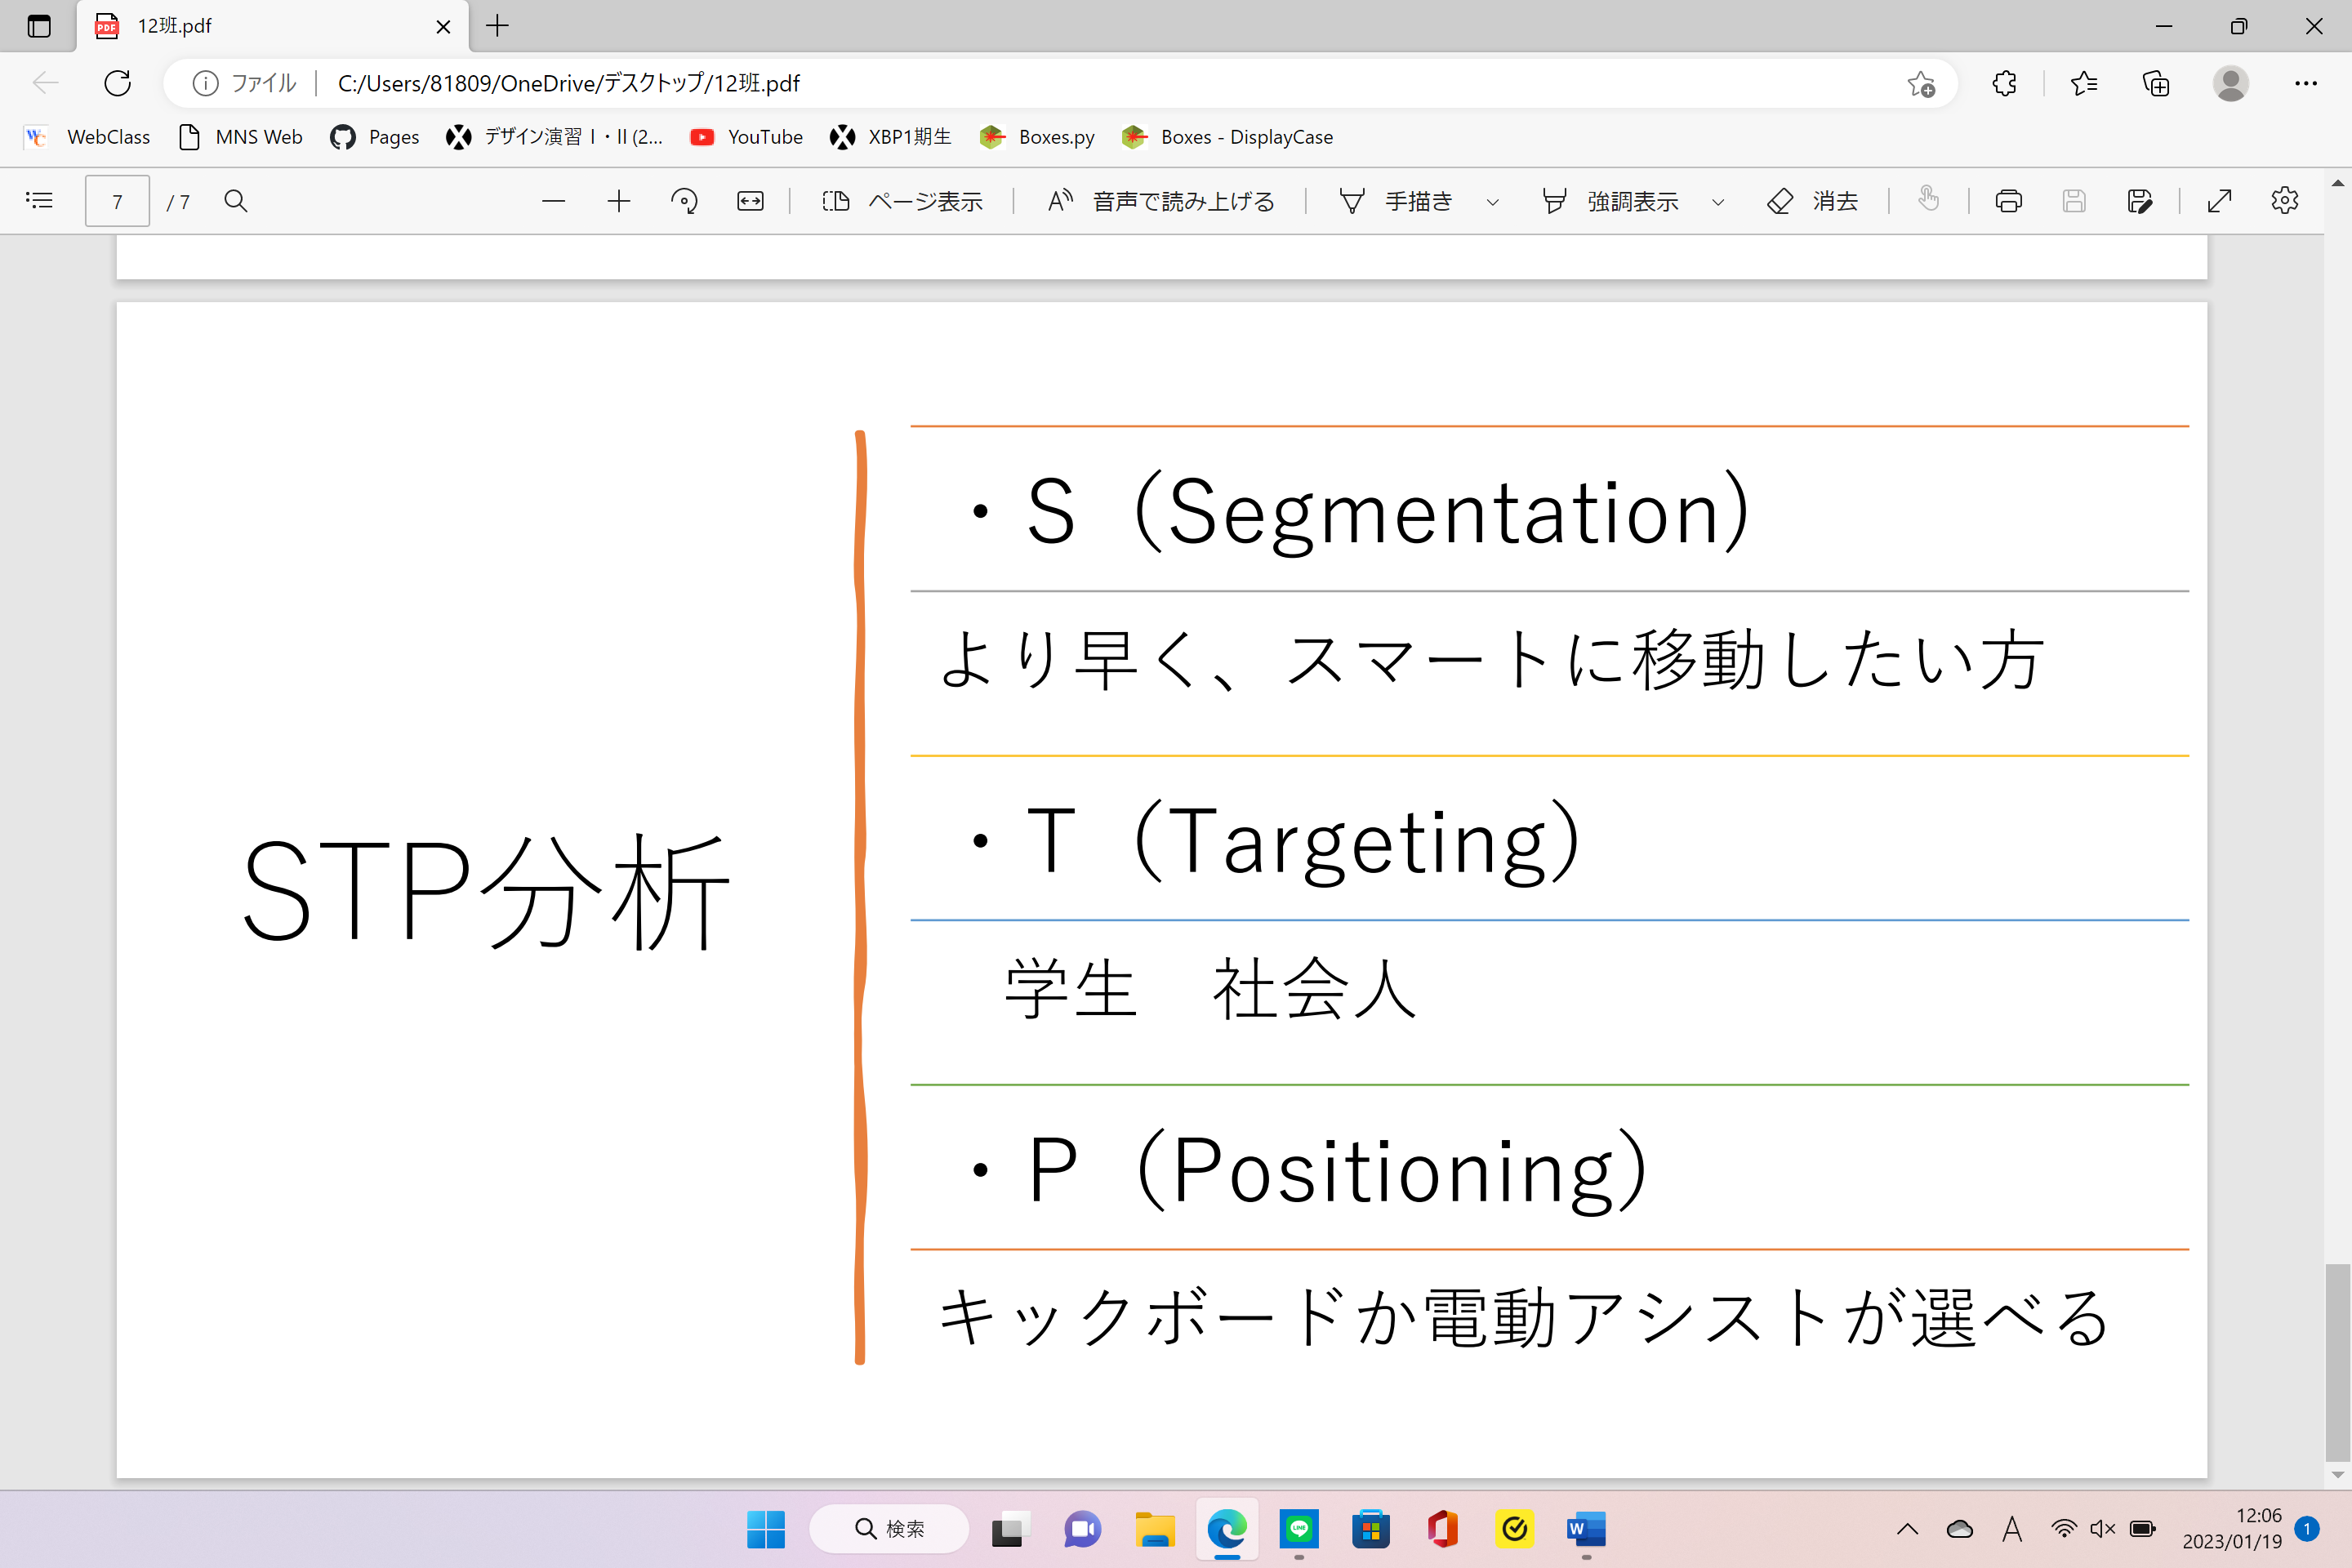 12班.pdf
ファイル
C:/Users/81809/OneDrive/デスクトップ/12班.pdf
WebClass
MNS Web
Pages
デザイン演習Ⅰ・Ⅱ(2...
YouTube
XBP1期生
Boxes.py
Boxes - DisplayCase
7
/ 7
ページ表示
音声で読み上げる
手描き
強調表示
消去
STP分析
・S（Segmentation）
より早く、スマートに移動したい方
・T（Targeting）
学生　社会人
・P（Positioning）
キックボードか電動アシストが選べる
検索
A
12:06
2023/01/19
1